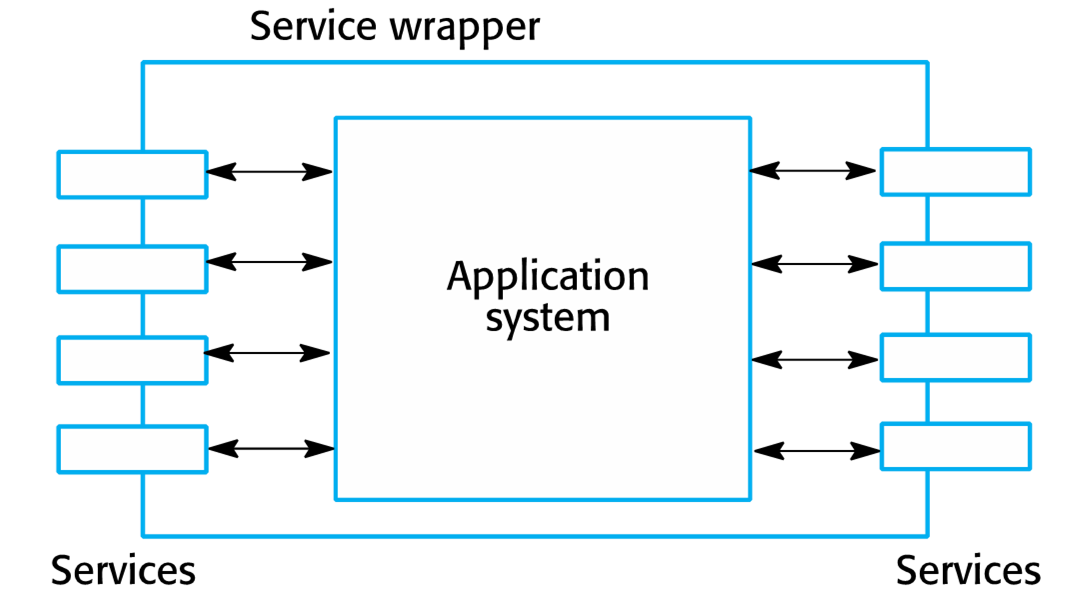 Service wrapper
Application
system
Services
Services